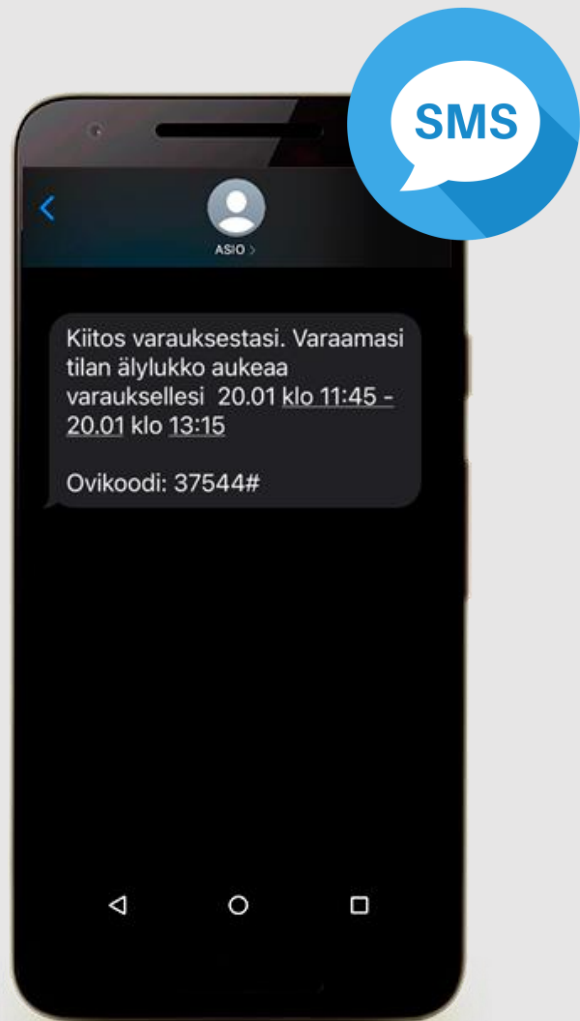 SMS
ASIO >
Kiitos varauksestasi. Varaamasi
tilan älylukko aukeaa
varauksellesi 20.01 klo 11:45 -
20.01 klo 13:15
Ovikoodi: 37544#